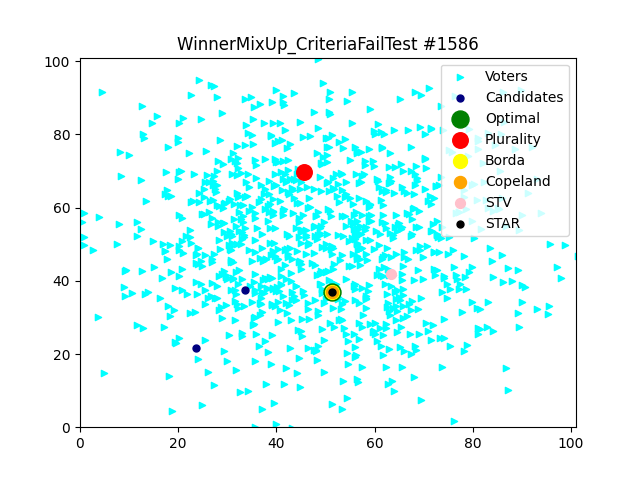 WinnerMixUp_CriteriaFailTest #1586
Voters
Candidates
Optimal
Plurality
Borda
Copeland
STV
STAR
100
80
60
40
20
0
0 20 40 60 80 100